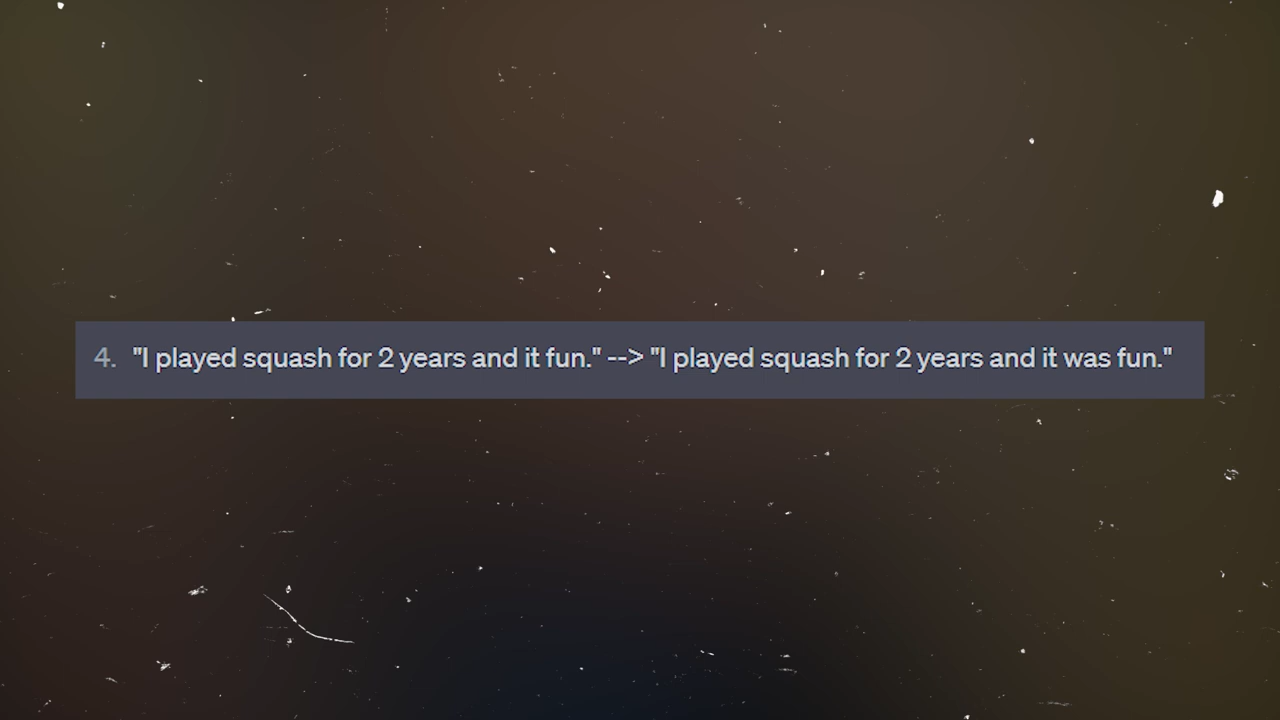 4. "I played squash for 2 years and it fun." --> "I played squash for 2 years and it was fun."